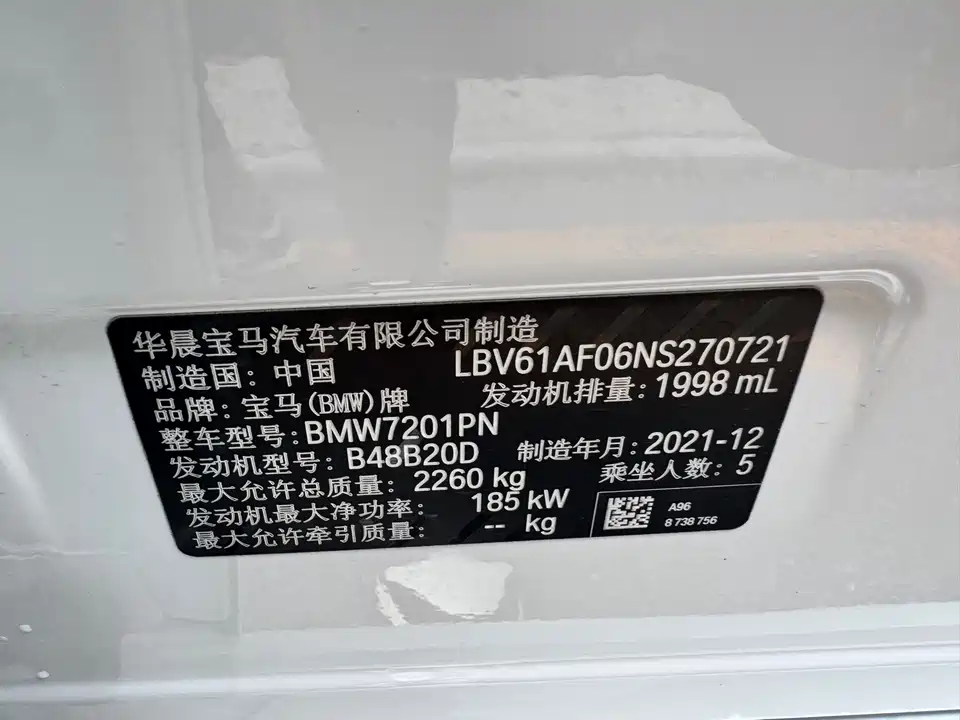 华晨宝马汽车有限公司制造
制造国：中国
LBV61AF06NS270721
品牌：宝马(BMW)牌
发动机排量：1998 mL
整车型号：BMW7201PN
发动机型号：B48B20D
制造年月：2021-12
最大允许总质量：2260 kg
乘坐人数：5
发动机最大净功率：185 kW
最大允许牵引质量：-- kg
A96
8 738 756